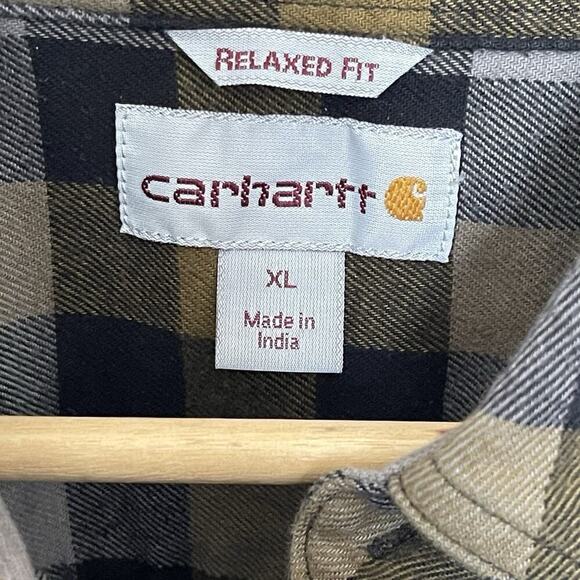 RELAXED FIT
carhartt
XL
Made in
India